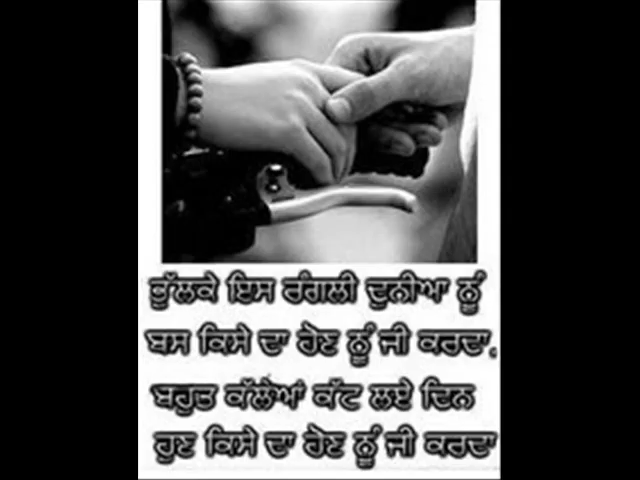 ਭੁੱਲਕੇ ਇਸ ਰੰਗਲੀ ਦੁਨੀਆ ਨੂੰ
ਬਸ ਕਿਸੇ ਦਾ ਹੋਣ ਨੂੰ ਜੀ ਕਰਦਾ.
ਬਹੁਤ ਕੱਲੇਆਂ ਕੱਟ ਲਏ ਦਿਨ
ਹੁਣ ਕਿਸੇ ਦਾ ਹੋਣ ਨੂੰ ਜੀ ਕਰਦਾ